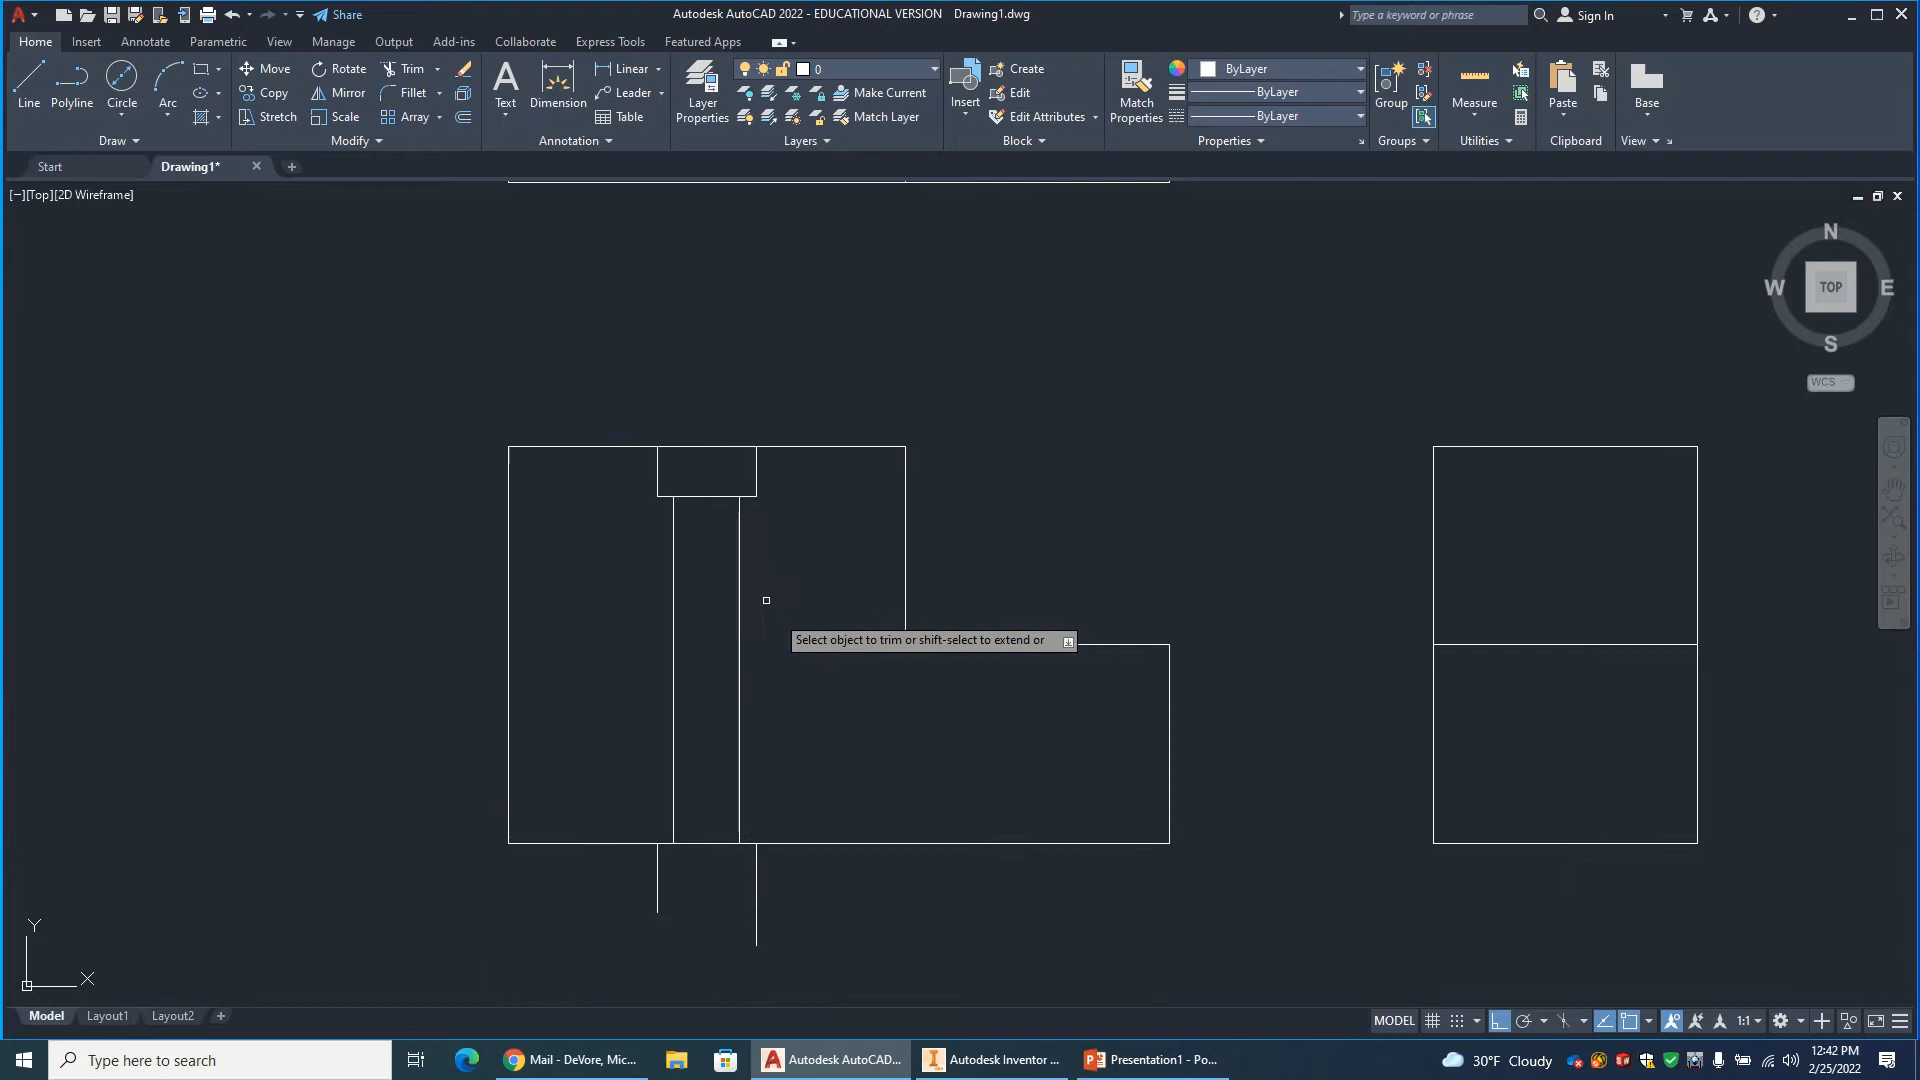 Share
Autodesk AutoCAD 2022 - EDUCATIONAL VERSION Drawing1.dwg
Type a keyword or phrase
Sign In
Home Insert Annotate Parametric View Manage Output Add-ins Collaborate Express Tools Featured Apps
Line Polyline Circle Arc
Move Rotate Trim
Copy Mirror Fillet
Stretch Scale Array
Text Dimension
Linear
Leader
Table
Layer Properties
0
Make Current
Match Layer
Insert
Create
Edit
Edit Attributes
Match Properties
ByLayer
ByLayer
ByLayer
Group
Measure
Paste
Base
Draw Modify Annotation Layers Block Properties Groups Utilities Clipboard View
Start Drawing1*
[−][Top][2D Wireframe]
N
W TOP E
S
WCS
Select object to trim or shift-select to extend or
Y
X
Model Layout1 Layout2
MODEL 1:1
Type here to search
Mail - DeVore, Mic...
Autodesk AutoCAD...
Autodesk Inventor ...
Presentation1 - Po...
30°F Cloudy
12:42 PM
2/25/2022